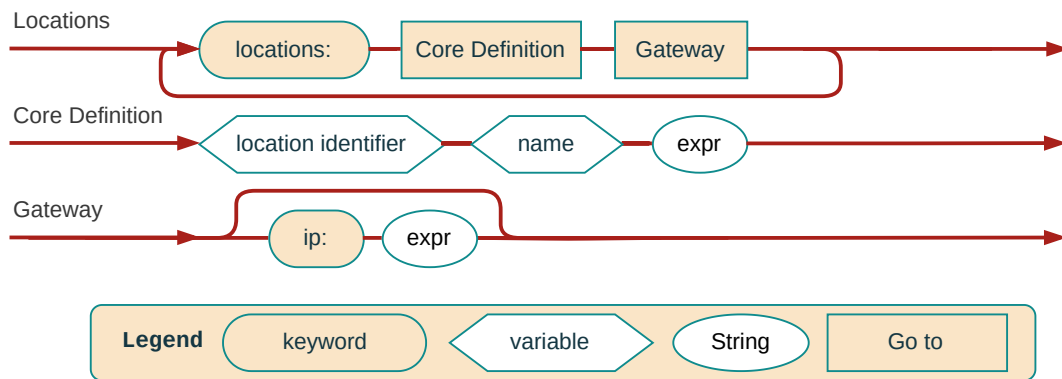 Locations
locations: Core Definition Gateway
Core Definition
location identifier name expr
Gateway
ip: expr
Legend keyword variable String Go to